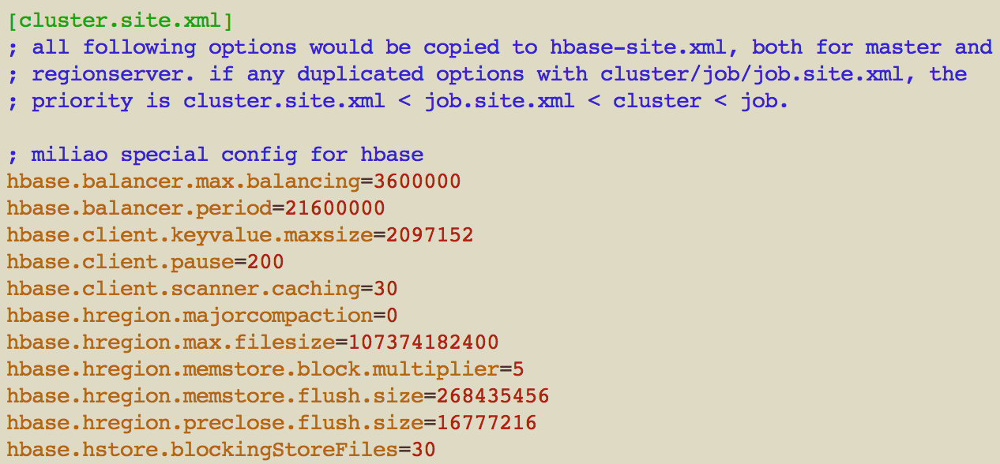 [cluster.site.xml]
; all following options would be copied to hbase-site.xml, both for master and
; regionserver. if any duplicated options with cluster/job/job.site.xml, the
; priority is cluster.site.xml < job.site.xml < cluster < job.
; miliao special config for hbase
hbase.balancer.max.balancing=3600000
hbase.balancer.period=21600000
hbase.client.keyvalue.maxsize=2097152
hbase.client.pause=200
hbase.client.scanner.caching=30
hbase.hregion.majorcompaction=0
hbase.hregion.max.filesize=107374182400
hbase.hregion.memstore.block.multiplier=5
hbase.hregion.memstore.flush.size=268435456
hbase.hregion.preclose.flush.size=16777216
hbase.hstore.blockingStoreFiles=30